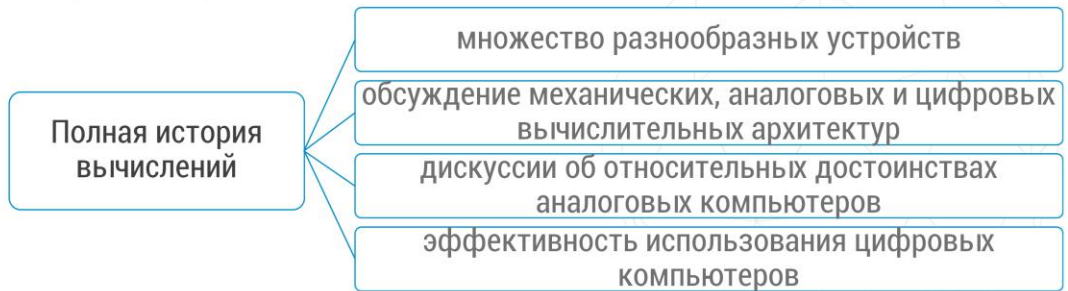 Полная история
вычислений
множество разнообразных устройств
обсуждение механических, аналоговых и цифровых
вычислительных архитектур
дискуссии об относительных достоинствах
аналоговых компьютеров
эффективность использования цифровых
компьютеров